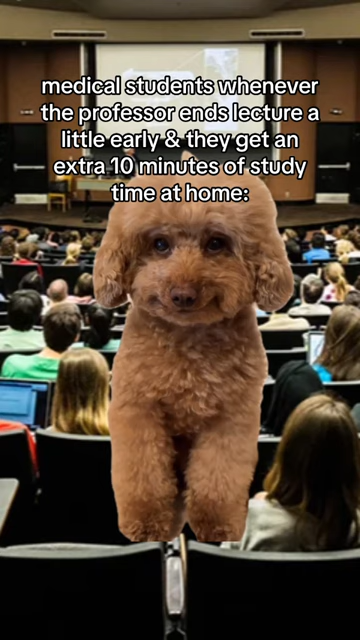 medical students whenever
the professor ends lecture a
little early & they get an
extra 10 minutes of study
time at home: